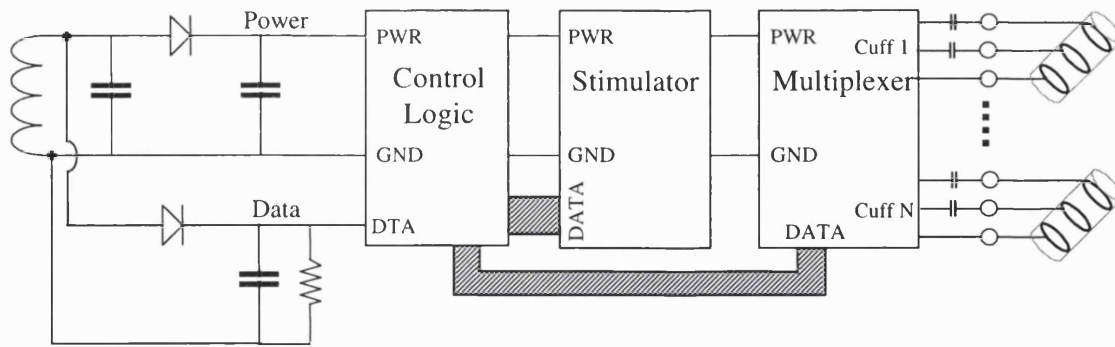 Power
PWR
Control
Logic
GND
DTA
Data
PWR
Stimulator
GND
DATA
PWR
Multiplexer
GND
DATA
Cuff 1
Cuff N